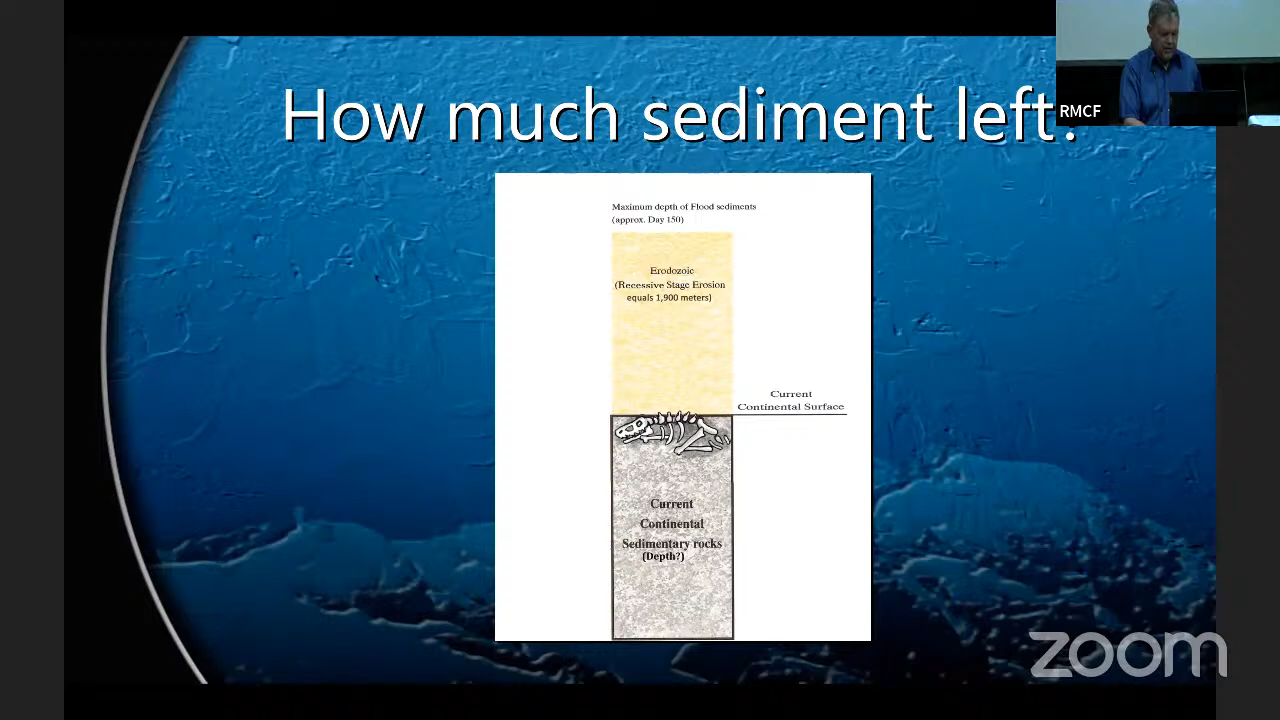 How much sediment left?
RMCF
Maximum depth of Flood sediments
(approx. Day 150)
Erodozoic
(Recessive Stage Erosion
equals 1,900 meters)
Current
Continental Surface
Current
Continental
Sedimentary rocks
(Depth?)
zoom